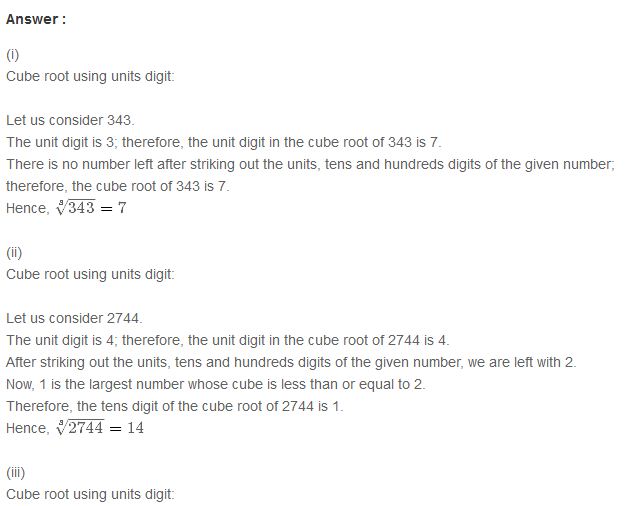 Answer :
(i)
Cube root using units digit:
Let us consider 343.
The unit digit is 3; therefore, the unit digit in the cube root of 343 is 7.
There is no number left after striking out the units, tens and hundreds digits of the given number;
therefore, the cube root of 343 is 7.
Hence, ∛343 = 7
(ii)
Cube root using units digit:
Let us consider 2744.
The unit digit is 4; therefore, the unit digit in the cube root of 2744 is 4.
After striking out the units, tens and hundreds digits of the given number, we are left with 2.
Now, 1 is the largest number whose cube is less than or equal to 2.
Therefore, the tens digit of the cube root of 2744 is 1.
Hence, ∛2744 = 14
(iii)
Cube root using units digit: